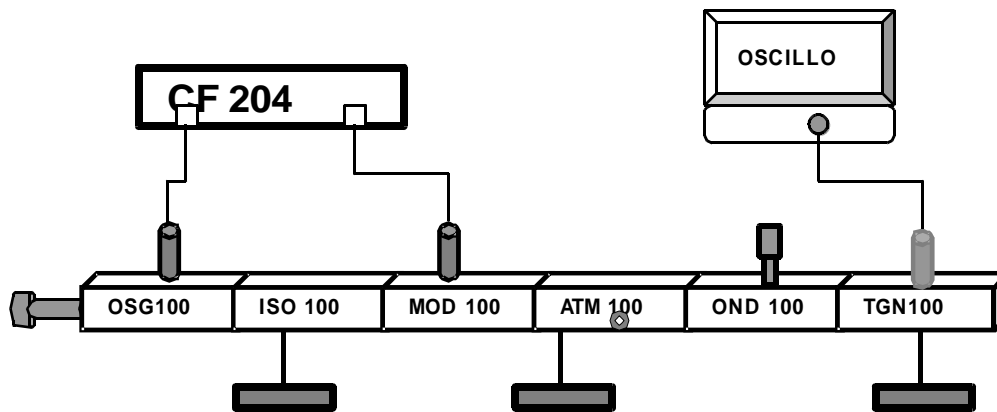 OSCILLO
CF 204
OSG100
ISO 100
MOD 100
ATM 100
OND 100
TGN100